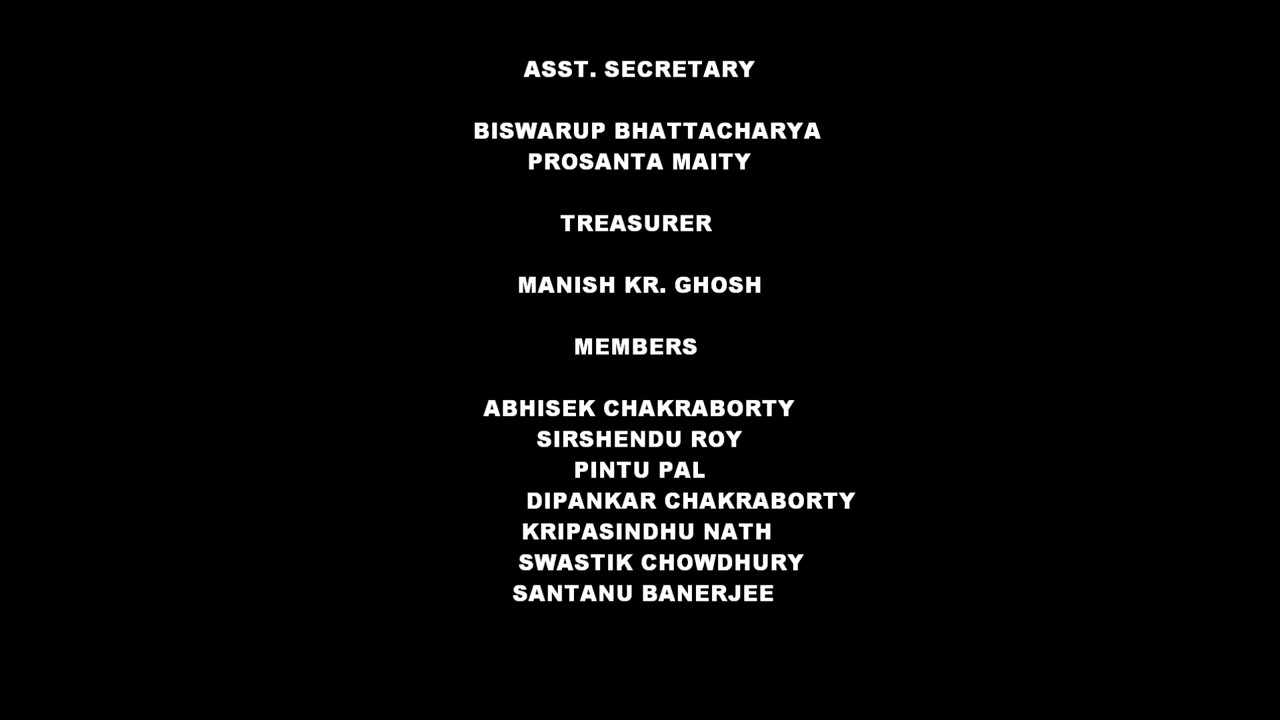 ASST. SECRETARY
BISWARUP BHATTACHARYA
PROSANTA MAITY
TREASURER
MANISH KR. GHOSH
MEMBERS
ABHISEK CHAKRABORTY
SIRSHENDU ROY
PINTU PAL
DIPANKAR CHAKRABORTY
KRIPASINDHU NATH
SWASTIK CHOWDHURY
SANTANU BANERJEE